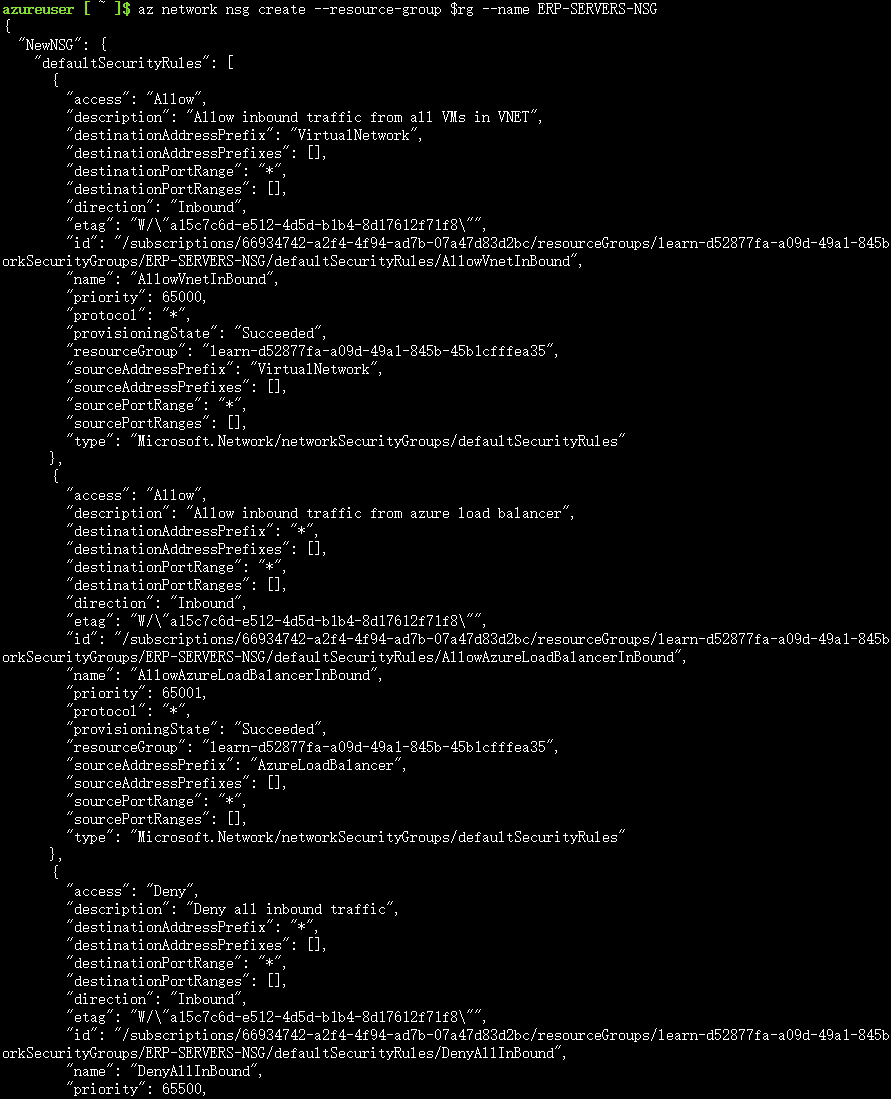 azureuser [ ~ ]$ az network nsg create --resource-group $rg --name ERP-SERVERS-NSG
{
  "NewNSG": {
    "defaultSecurityRules": [
      {
        "access": "Allow",
        "description": "Allow inbound traffic from all VMs in VNET",
        "destinationAddressPrefix": "VirtualNetwork",
        "destinationAddressPrefixes": [],
        "destinationPortRange": "*",
        "destinationPortRanges": [],
        "direction": "Inbound",
        "etag": "W/\"a15c7c6d-e512-4d5d-b1b4-8d17612f71f8\"",
        "id": "/subscriptions/66934742-a2f4-4f94-ad7b-07a47d83d2bc/resourceGroups/learn-d52877fa-a09d-49a1-845b
orkSecurityGroups/ERP-SERVERS-NSG/defaultSecurityRules/AllowVnetInBound",
        "name": "AllowVnetInBound",
        "priority": 65000,
        "protocol": "*",
        "provisioningState": "Succeeded",
        "resourceGroup": "learn-d52877fa-a09d-49a1-845b-45b1cfffea35",
        "sourceAddressPrefix": "VirtualNetwork",
        "sourceAddressPrefixes": [],
        "sourcePortRange": "*",
        "sourcePortRanges": [],
        "type": "Microsoft.Network/networkSecurityGroups/defaultSecurityRules"
      },
      {
        "access": "Allow",
        "description": "Allow inbound traffic from azure load balancer",
        "destinationAddressPrefix": "*",
        "destinationAddressPrefixes": [],
        "destinationPortRange": "*",
        "destinationPortRanges": [],
        "direction": "Inbound",
        "etag": "W/\"a15c7c6d-e512-4d5d-b1b4-8d17612f71f8\"",
        "id": "/subscriptions/66934742-a2f4-4f94-ad7b-07a47d83d2bc/resourceGroups/learn-d52877fa-a09d-49a1-845b
orkSecurityGroups/ERP-SERVERS-NSG/defaultSecurityRules/AllowAzureLoadBalancerInBound",
        "name": "AllowAzureLoadBalancerInBound",
        "priority": 65001,
        "protocol": "*",
        "provisioningState": "Succeeded",
        "resourceGroup": "learn-d52877fa-a09d-49a1-845b-45b1cfffea35",
        "sourceAddressPrefix": "AzureLoadBalancer",
        "sourceAddressPrefixes": [],
        "sourcePortRange": "*",
        "sourcePortRanges": [],
        "type": "Microsoft.Network/networkSecurityGroups/defaultSecurityRules"
      },
      {
        "access": "Deny",
        "description": "Deny all inbound traffic",
        "destinationAddressPrefix": "*",
        "destinationAddressPrefixes": [],
        "destinationPortRange": "*",
        "destinationPortRanges": [],
        "direction": "Inbound",
        "etag": "W/\"a15c7c6d-e512-4d5d-b1b4-8d17612f71f8\"",
        "id": "/subscriptions/66934742-a2f4-4f94-ad7b-07a47d83d2bc/resourceGroups/learn-d52877fa-a09d-49a1-845b
orkSecurityGroups/ERP-SERVERS-NSG/defaultSecurityRules/DenyAllInBound",
        "name": "DenyAllInBound",
        "priority": 65500,